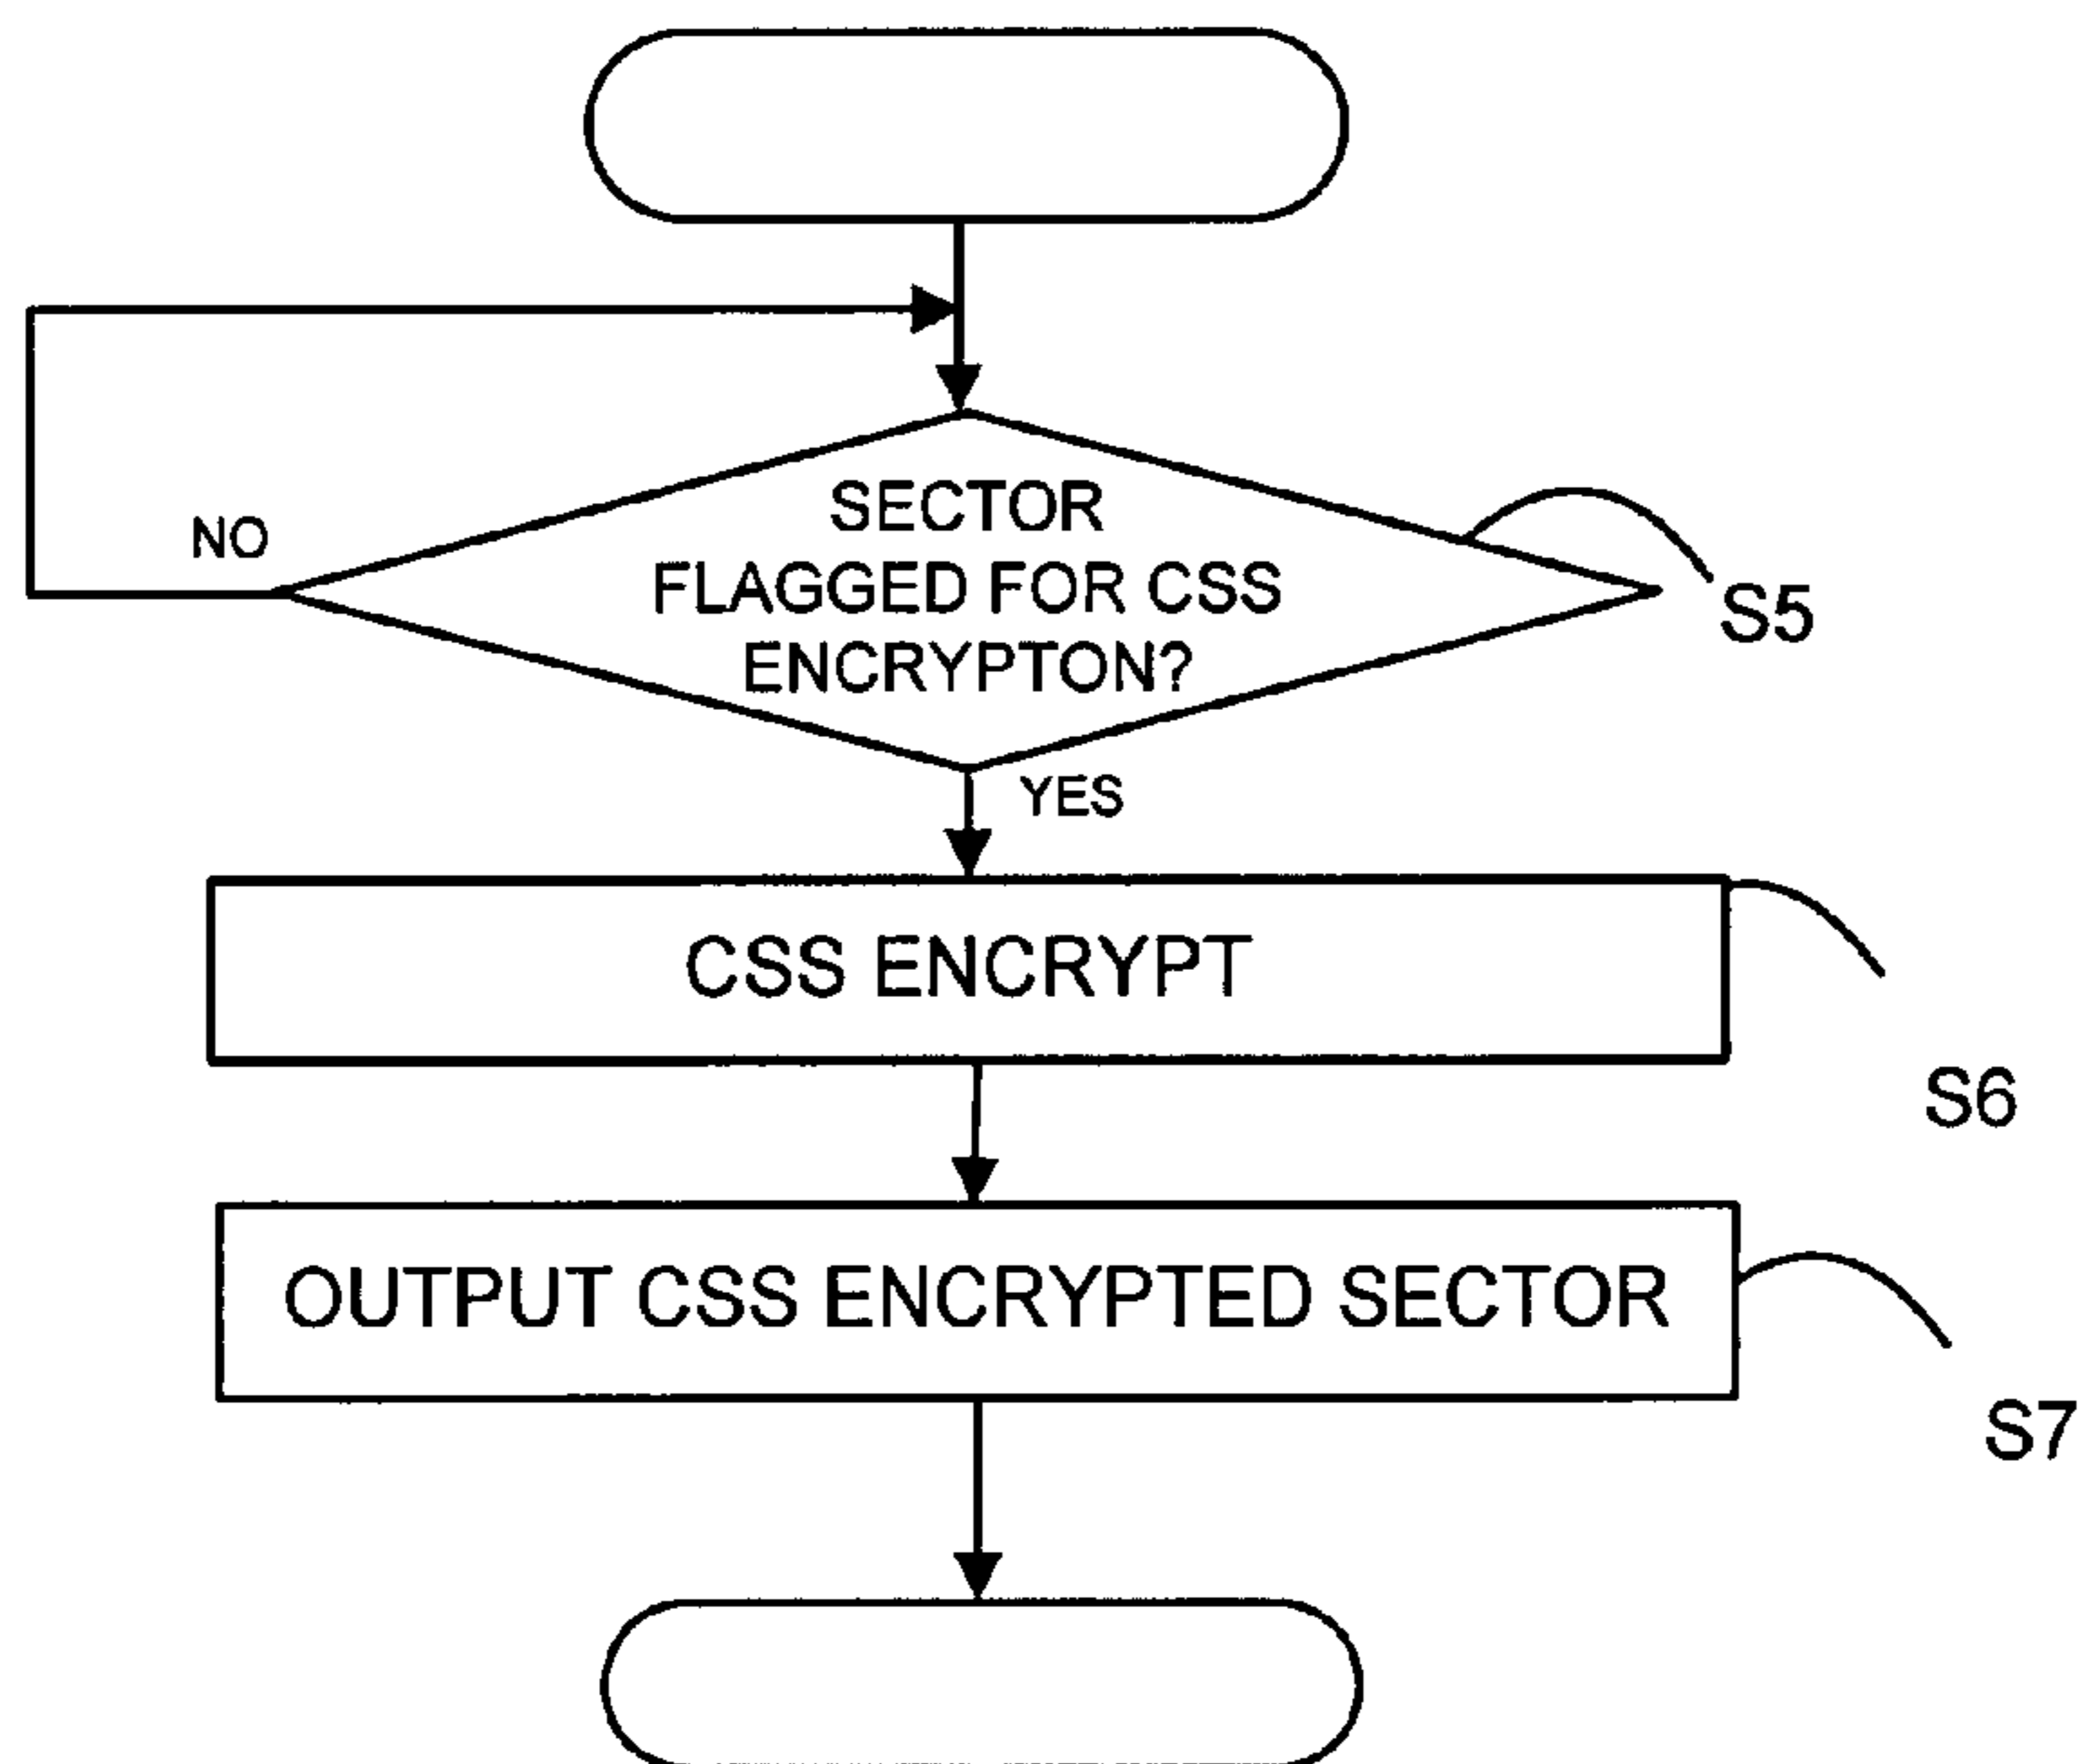 SECTOR
FLAGGED FOR CSS
ENCRYPTON?
NO
S5
YES
CSS ENCRYPT
S6
OUTPUT CSS ENCRYPTED SECTOR
S7